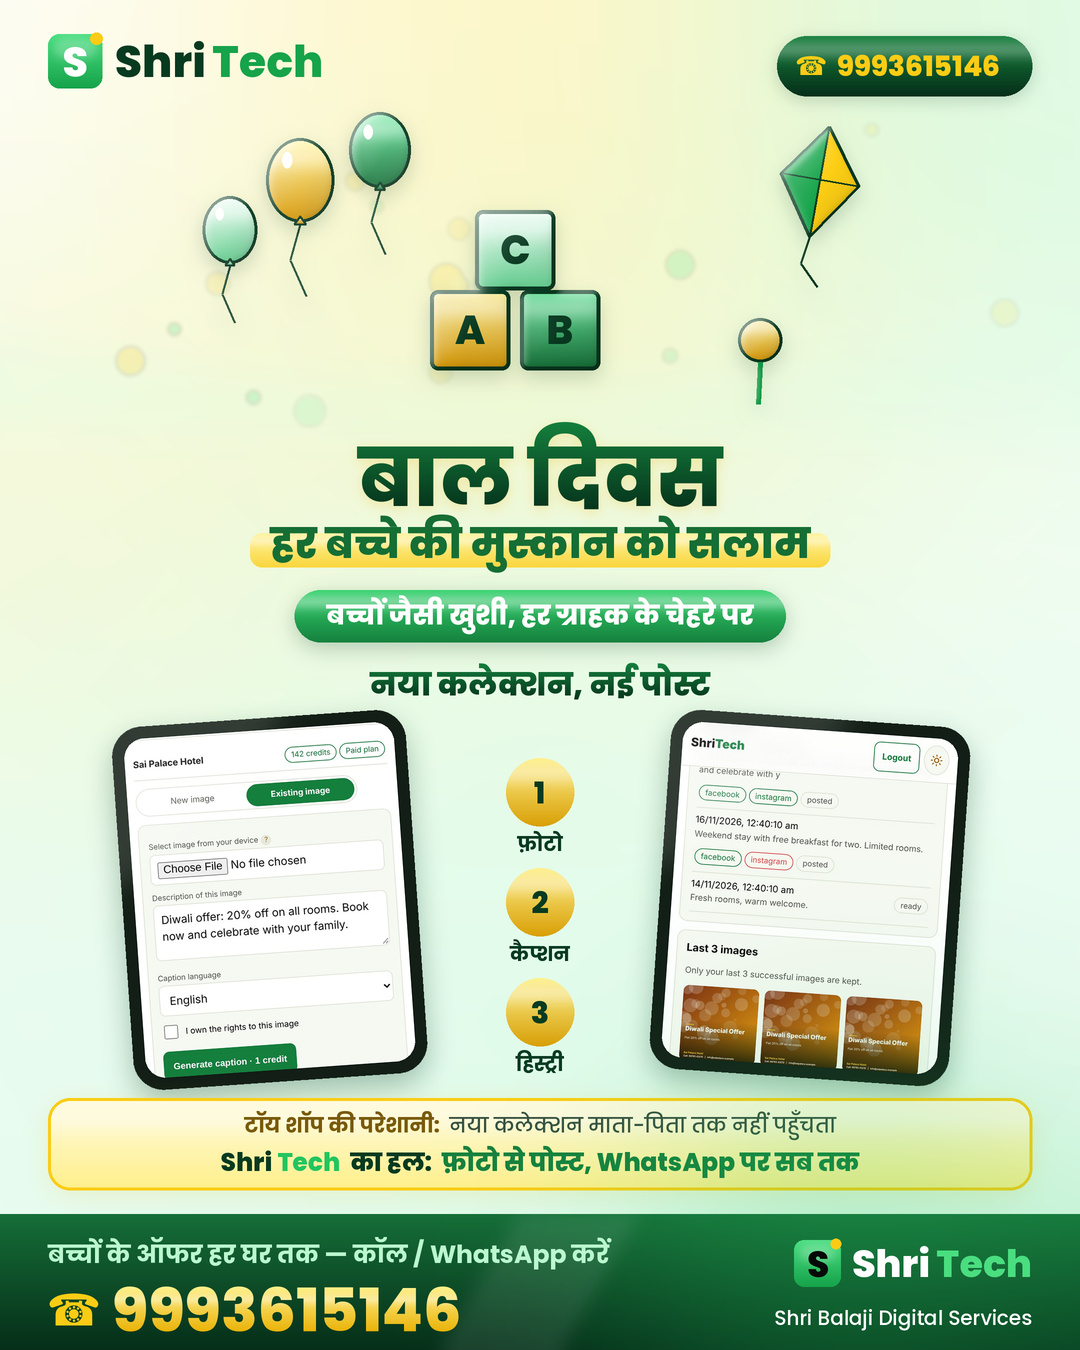 S Shri Tech
☎ 9993615146
C
A B
बाल दिवस
हर बच्चे की मुस्कान को सलाम
बच्चों जैसी खुशी, हर ग्राहक के चेहरे पर
नया कलेक्शन, नई पोस्ट
Sai Palace Hotel
142 credits
Paid plan
New image
Existing image
Select image from your device ?
Choose File No file chosen
Description of this image
Diwali offer: 20% off on all rooms. Book
now and celebrate with your family.
Caption language
English
I own the rights to this image
Generate caption · 1 credit
1
फ़ोटो
2
कैप्शन
3
हिस्ट्री
ShriTech
Logout
and celebrate with y
facebook instagram posted
16/11/2026, 12:40:10 am
Weekend stay with free breakfast for two. Limited rooms.
facebook instagram posted
14/11/2026, 12:40:10 am
Fresh rooms, warm welcome.
ready
Last 3 images
Only your last 3 successful images are kept.
Diwali Special Offer
Diwali Special Offer
Diwali Special Offer
टॉय शॉप की परेशानी: नया कलेक्शन माता-पिता तक नहीं पहुँचता
Shri Tech का हल: फ़ोटो से पोस्ट, WhatsApp पर सब तक
बच्चों के ऑफर हर घर तक — कॉल / WhatsApp करें
☎ 9993615146
S Shri Tech
Shri Balaji Digital Services